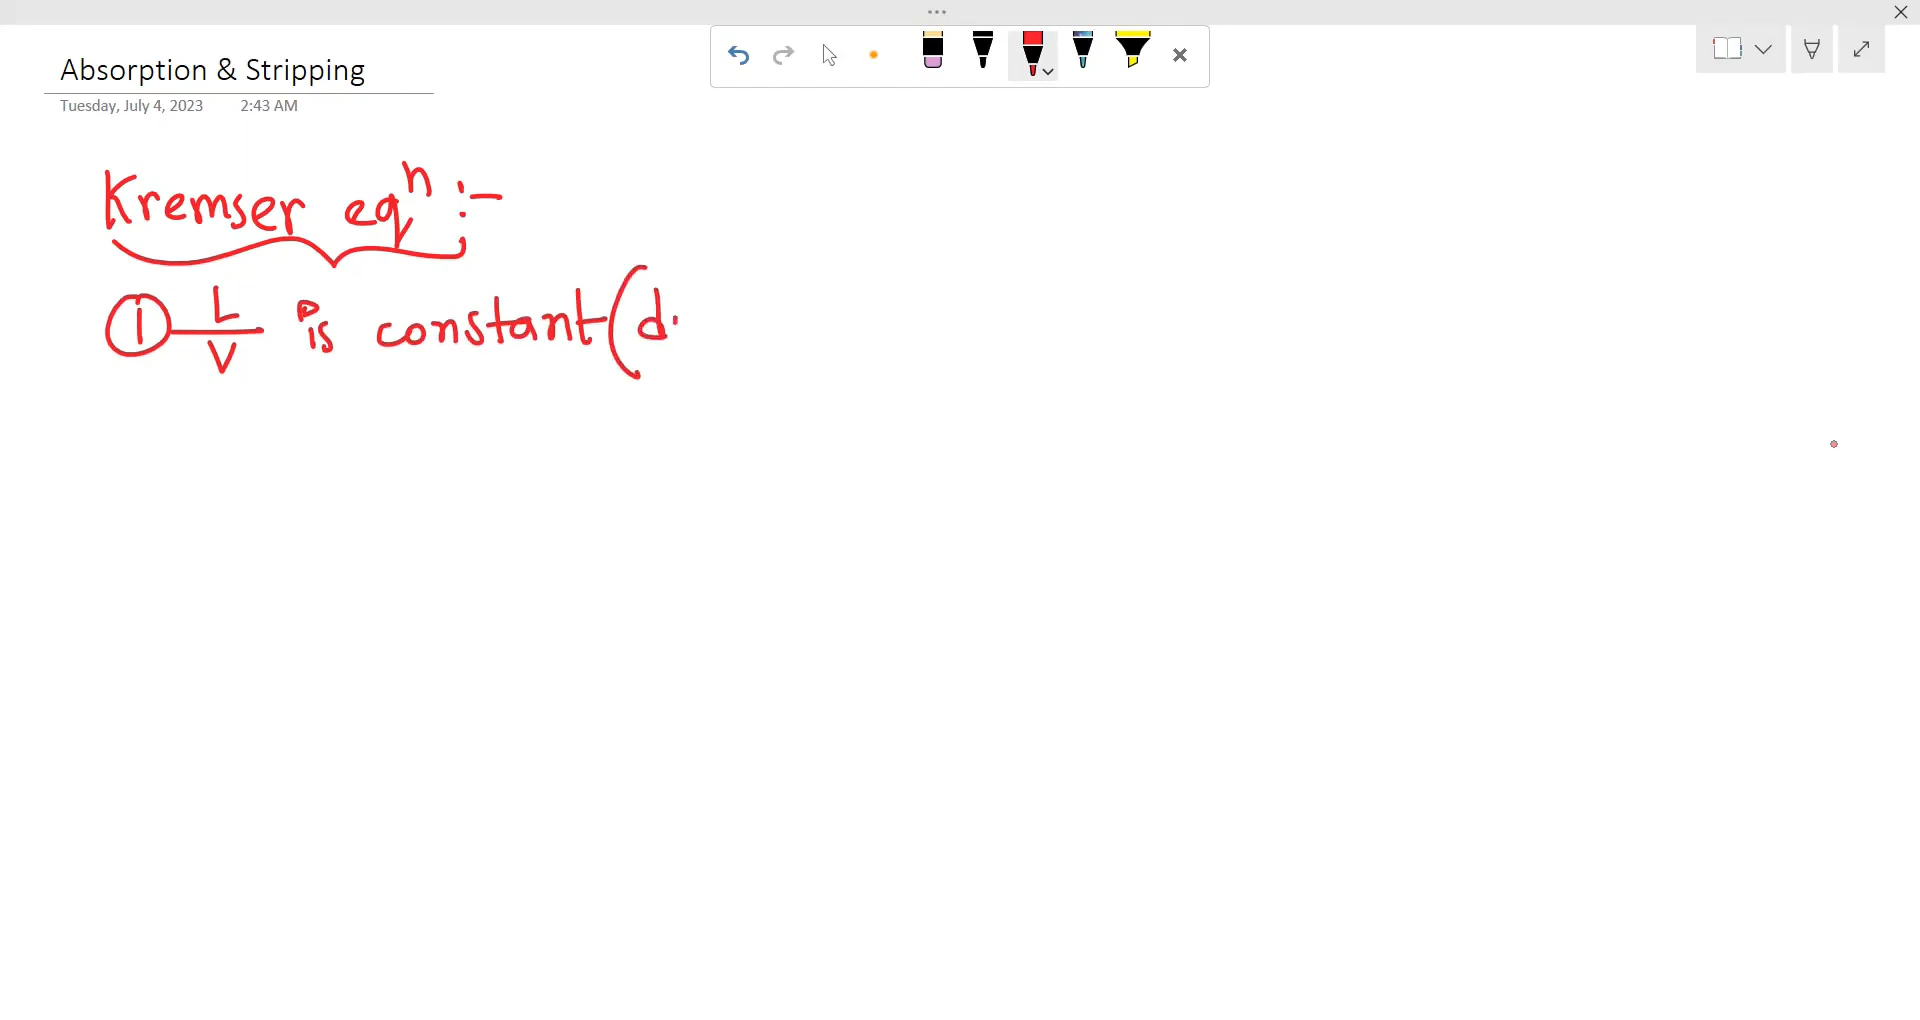 Absorption & Stripping
Tuesday, July 4, 2023 2:43 AM
Kremser eqⁿ :-
① L/V is constant (d